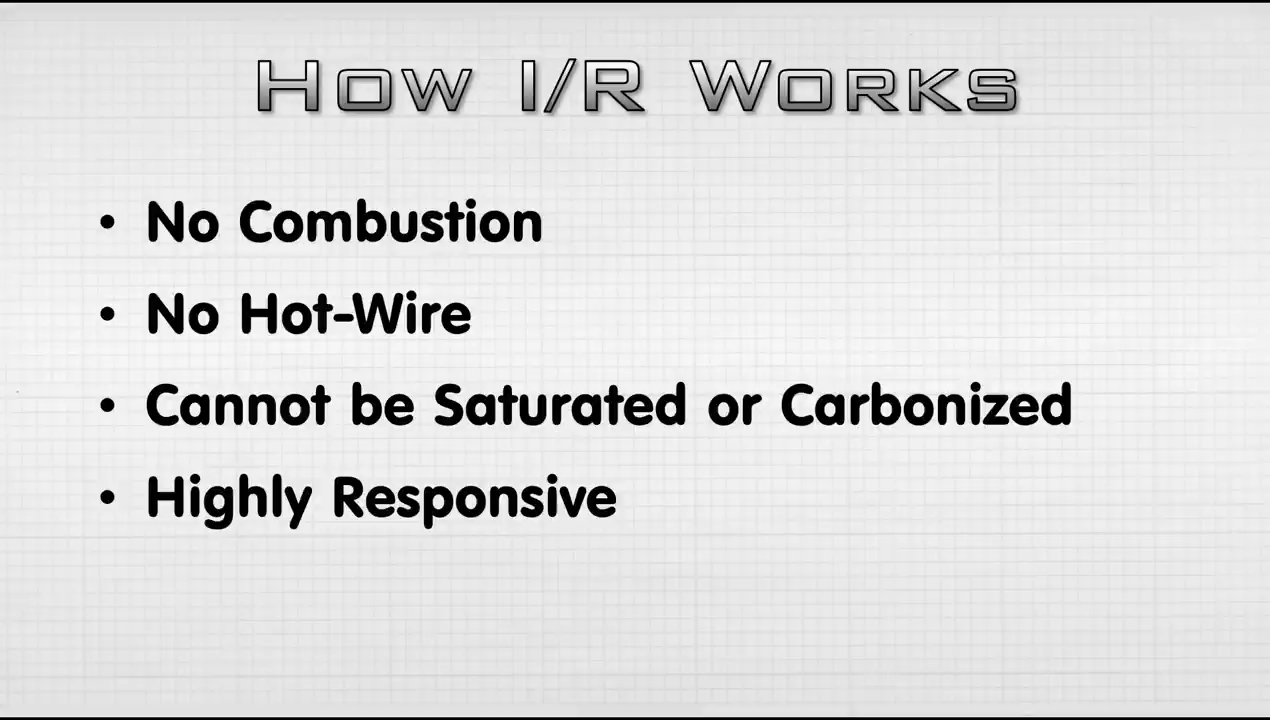 How I/R Works
• No Combustion
• No Hot-Wire
• Cannot be Saturated or Carbonized
• Highly Responsive